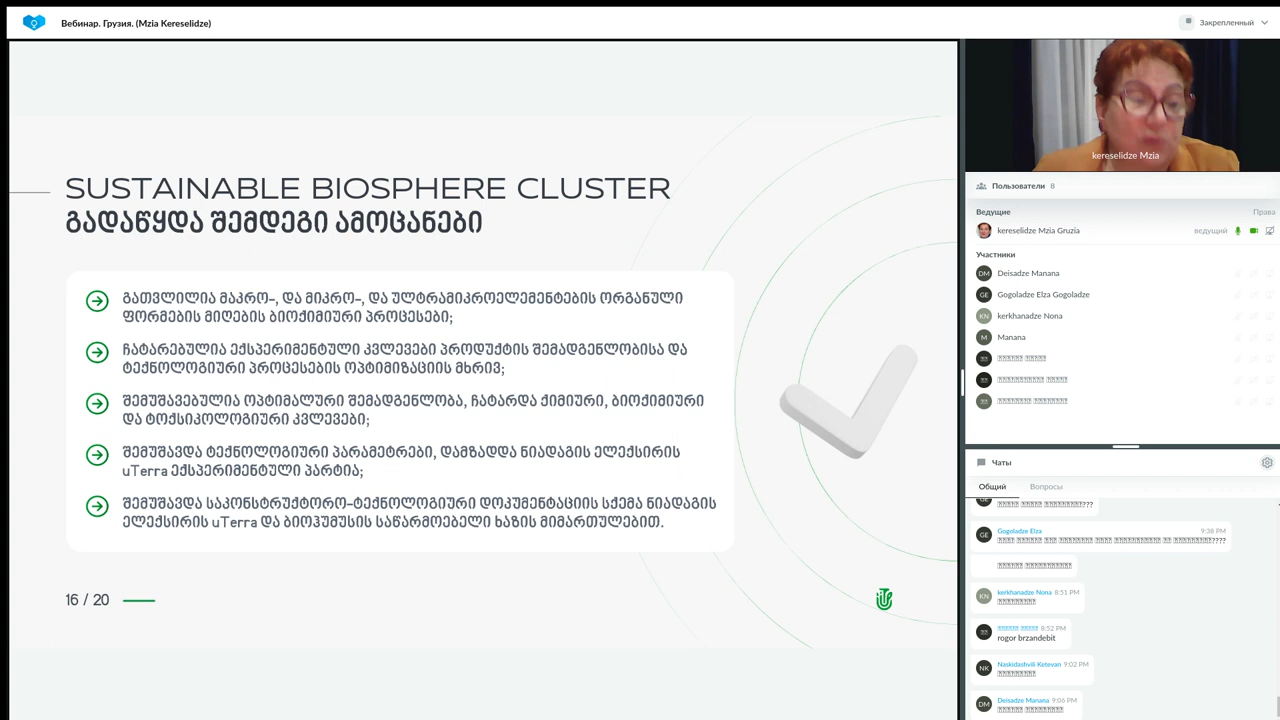 Вебинар. Грузия. (Mzia Kereselidze)
Закрепленный
SUSTAINABLE BIOSPHERE CLUSTER
ᲒᲐᲓᲐᲬᲧᲓᲐ ᲨᲔᲛᲓᲔᲒᲘ ᲐᲛᲝᲪᲐᲜᲔᲑᲘ
ᲒᲐᲗᲕᲚᲘᲚᲘᲐ ᲛᲐᲙᲠᲝ-, ᲓᲐ ᲛᲘᲙᲠᲝ-, ᲓᲐ ᲣᲚᲢᲠᲐᲛᲘᲙᲠᲝᲔᲚᲔᲛᲔᲜᲢᲔᲑᲘᲡ ᲝᲠᲒᲐᲜᲣᲚᲘ
ᲤᲝᲠᲛᲔᲑᲘᲡ ᲛᲘᲦᲔᲑᲘᲡ ᲑᲘᲝᲥᲘᲛᲘᲣᲠᲘ ᲞᲠᲝᲪᲔᲡᲔᲑᲘ;
ᲩᲐᲢᲐᲠᲔᲑᲣᲚᲘᲐ ᲔᲥᲡᲞᲔᲠᲘᲛᲔᲜᲢᲣᲚᲘ ᲙᲕᲚᲔᲕᲔᲑᲘ ᲞᲠᲝᲓᲣᲥᲢᲘᲡ ᲨᲔᲛᲐᲓᲒᲔᲜᲚᲝᲑᲘᲡᲐ ᲓᲐ
ᲢᲔᲥᲜᲝᲚᲝᲒᲘᲣᲠᲘ ᲞᲠᲝᲪᲔᲡᲔᲑᲘᲡ ᲝᲞᲢᲘᲛᲘᲖᲐᲪᲘᲘᲡ ᲛᲮᲠᲘᲕ;
ᲨᲔᲛᲣᲨᲐᲕᲔᲑᲣᲚᲘᲐ ᲝᲞᲢᲘᲛᲐᲚᲣᲠᲘ ᲨᲔᲛᲐᲓᲒᲔᲜᲚᲝᲑᲐ, ᲩᲐᲢᲐᲠᲓᲐ ᲥᲘᲛᲘᲣᲠᲘ, ᲑᲘᲝᲥᲘᲛᲘᲣᲠᲘ
ᲓᲐ ᲢᲝᲥᲡᲘᲙᲝᲚᲝᲒᲘᲣᲠᲘ ᲙᲕᲚᲔᲕᲔᲑᲘ;
ᲨᲔᲛᲣᲨᲐᲕᲓᲐ ᲢᲔᲥᲜᲝᲚᲝᲒᲘᲣᲠᲘ ᲞᲐᲠᲐᲛᲔᲢᲠᲔᲑᲘ, ᲓᲐᲛᲖᲐᲓᲓᲐ ᲜᲘᲐᲓᲐᲒᲘᲡ ᲔᲚᲔᲥᲡᲘᲠᲘᲡ
uTerra ᲔᲥᲡᲞᲔᲠᲘᲛᲔᲜᲢᲣᲚᲘ ᲞᲐᲠᲢᲘᲐ;
ᲨᲔᲛᲣᲨᲐᲕᲓᲐ ᲡᲐᲙᲝᲜᲡᲢᲠᲣᲥᲢᲝᲠᲝ-ᲢᲔᲥᲜᲝᲚᲝᲒᲘᲣᲠᲘ ᲓᲝᲙᲣᲛᲔᲜᲢᲐᲪᲘᲘᲡ ᲡᲥᲔᲛᲐ ᲜᲘᲐᲓᲐᲒᲘᲡ
ᲔᲚᲔᲥᲡᲘᲠᲘᲡ uTerra ᲓᲐ ᲑᲘᲝᲰᲣᲛᲣᲡᲘᲡ ᲡᲐᲬᲐᲠᲛᲝᲔᲑᲔᲚᲘ ᲮᲐᲖᲘᲡ ᲛᲘᲛᲐᲠᲗᲣᲚᲔᲑᲘᲗ.
16 / 20
kereselidze Mzia
Пользователи 8
Ведущие Права
kereselidze Mzia Gruzia ведущий
Участники
DM Deisadze Manana
GE Gogoladze Elza Gogoladze
KN kerkhanadze Nona
M Manana
Чаты
Общий Вопросы
GE
Gogoladze Elza 9:38 PM
GE
kerkhanadze Nona 8:51 PM
KN
8:52 PM
rogor brzandebit
Naskidashvili Ketevan 9:02 PM
NK
Deisadze Manana 9:06 PM
DM